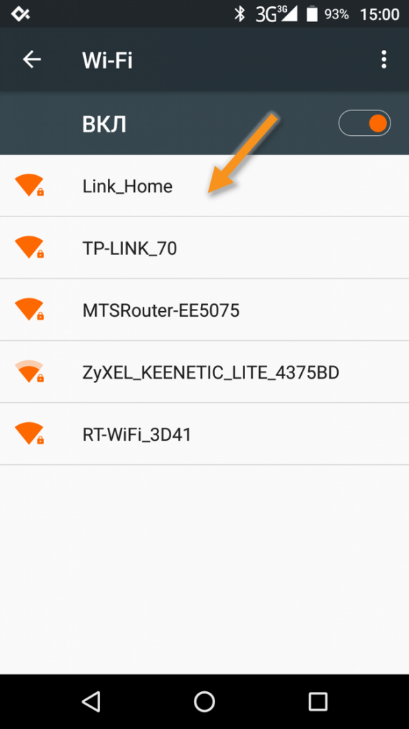 3G 3G 93% 15:00
Wi-Fi
ВКЛ
Link_Home
TP-LINK_70
MTSRouter-EE5075
ZyXEL_KEENETIC_LITE_4375BD
RT-WiFi_3D41